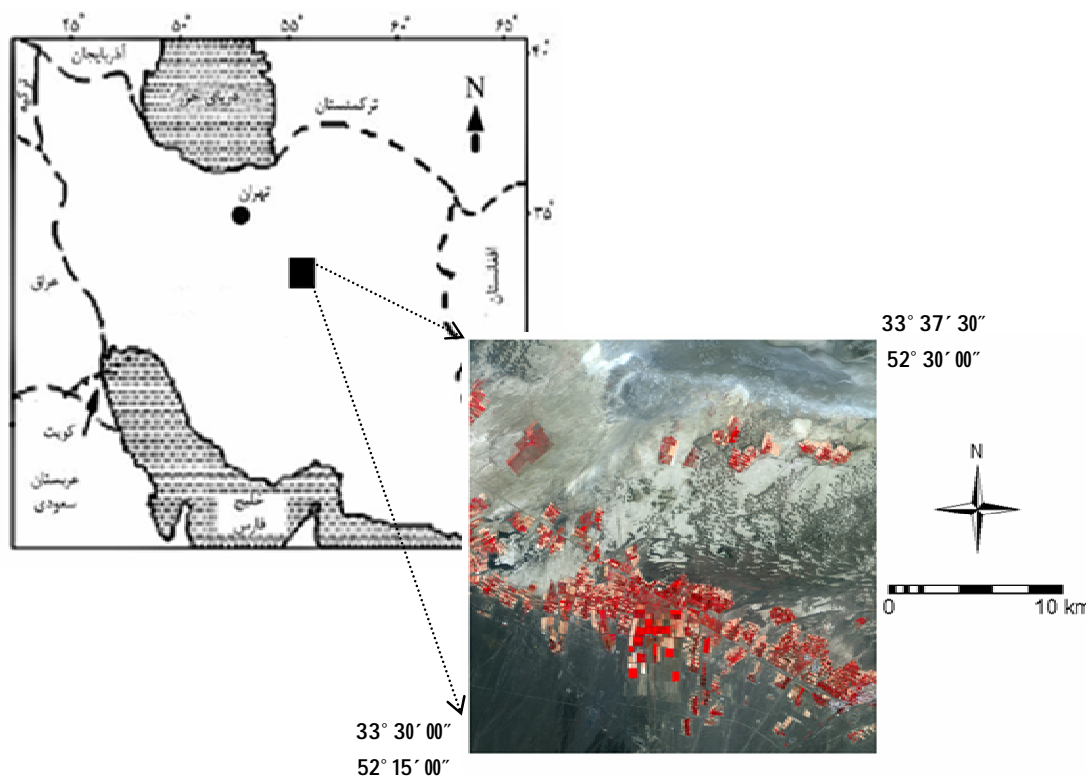 ۴۵° ۵۰° ۵۵° ۶۰° ۶۵°
۴۰°
آذربایجان
ترکیه
دریای خزر
ترکمنستان
N
تهران
۳۵°
افغانستان
عراق
کویت
عربستان
سعودی
خلیج
فارس
33° 37′ 30″
52° 30′ 00″
N
0 10 km
33° 30′ 00″
52° 15′ 00″